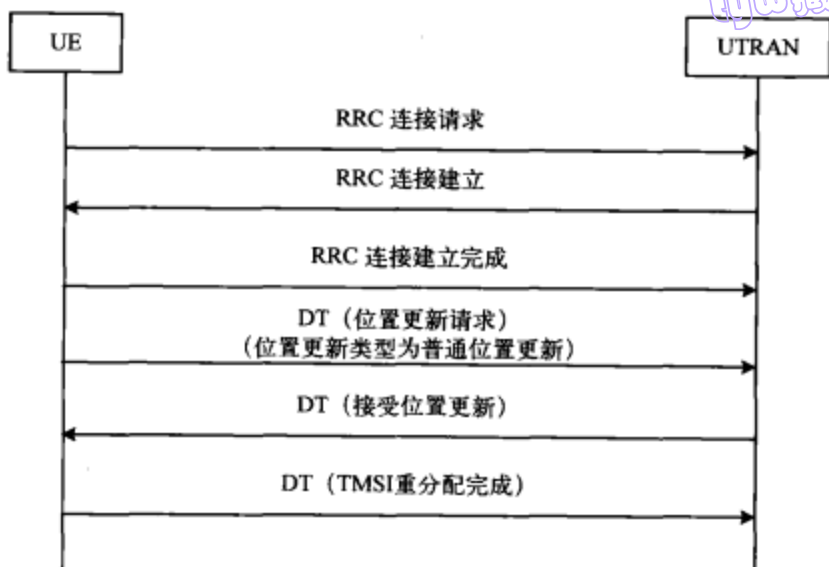 UE
UTRAN
RRC 连接请求
RRC 连接建立
RRC 连接建立完成
DT（位置更新请求）
（位置更新类型为普通位置更新）
DT（接受位置更新）
DT（TMSI重分配完成）